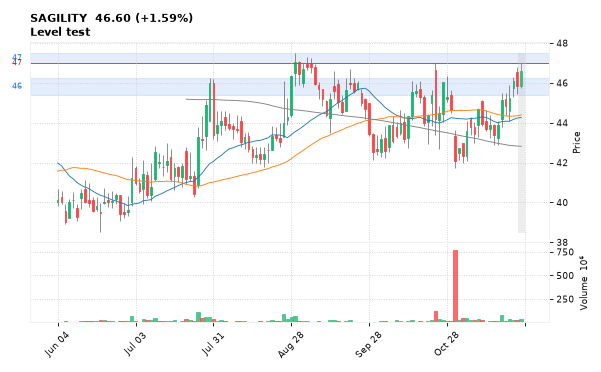 SAGILITY 46.60 (+1.59%)
Level test
47
47
46
48
46
44
42
40
38
Price
750
500
250
Volume 10⁶
Jun 04
Jul 03
Jul 31
Aug 28
Sep 28
Oct 28